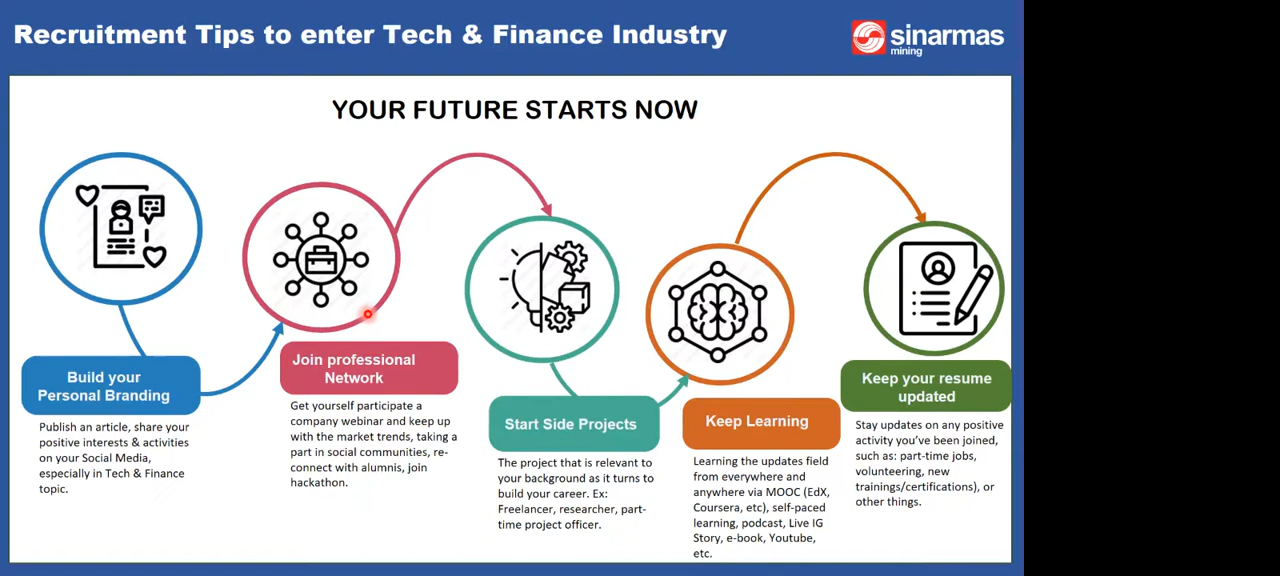 Recruitment Tips to enter Tech & Finance Industry
sinarmas
mining
YOUR FUTURE STARTS NOW
Build your
Personal Branding
Publish an article, share your
positive interests & activities
on your Social Media,
especially in Tech & Finance
topic.
Join professional
Network
Get yourself participate a
company webinar and keep up
with the market trends, taking a
part in social communities, re-
connect with alumnis, join
hackathon.
Start Side Projects
The project that is relevant to
your background as it turns to
build your career. Ex:
Freelancer, researcher, part-
time project officer.
Keep Learning
Learning the updates field
from everywhere and
anywhere via MOOC (EdX,
Coursera, etc), self-paced
learning, podcast, Live IG
Story, e-book, Youtube,
etc.
Keep your resume
updated
Stay updates on any positive
activity you've been joined,
such as: part-time jobs,
volunteering, new
trainings/certifications), or
other things.